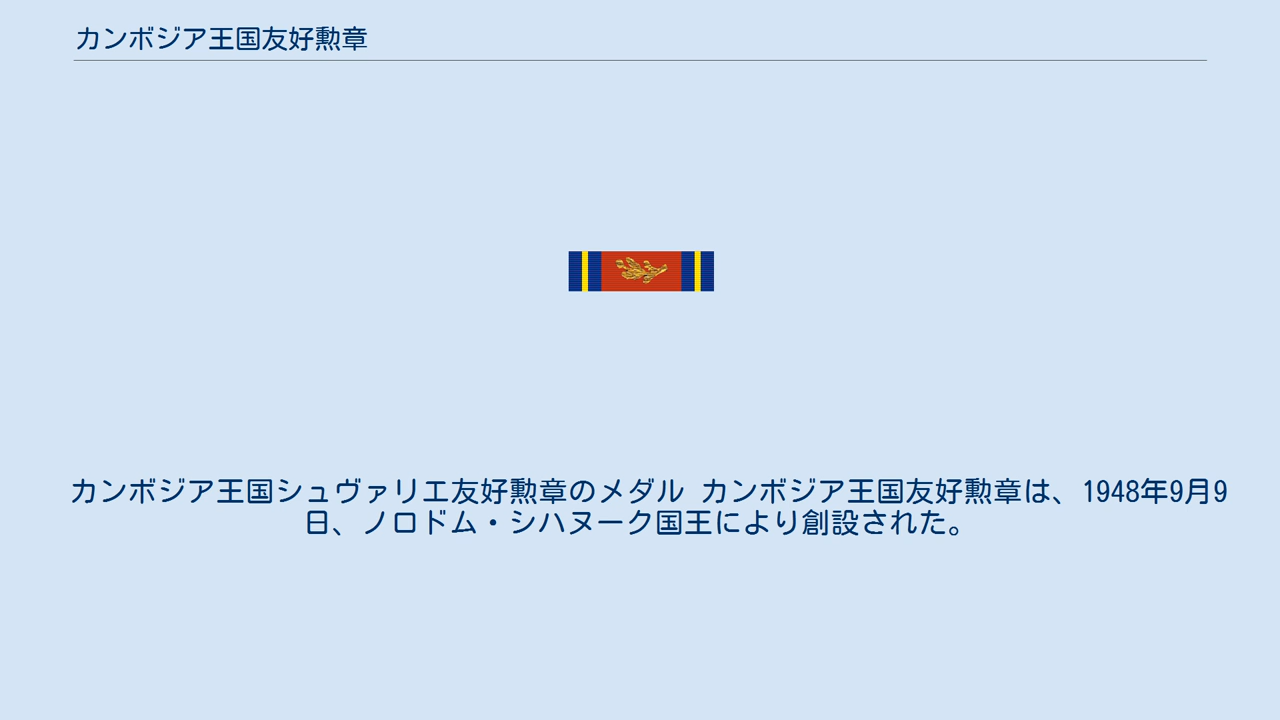 カンボジア王国友好勲章
カンボジア王国シュヴァリエ友好勲章のメダル カンボジア王国友好勲章は、1948年9月9
日、ノロドム・シハヌーク国王により創設された。